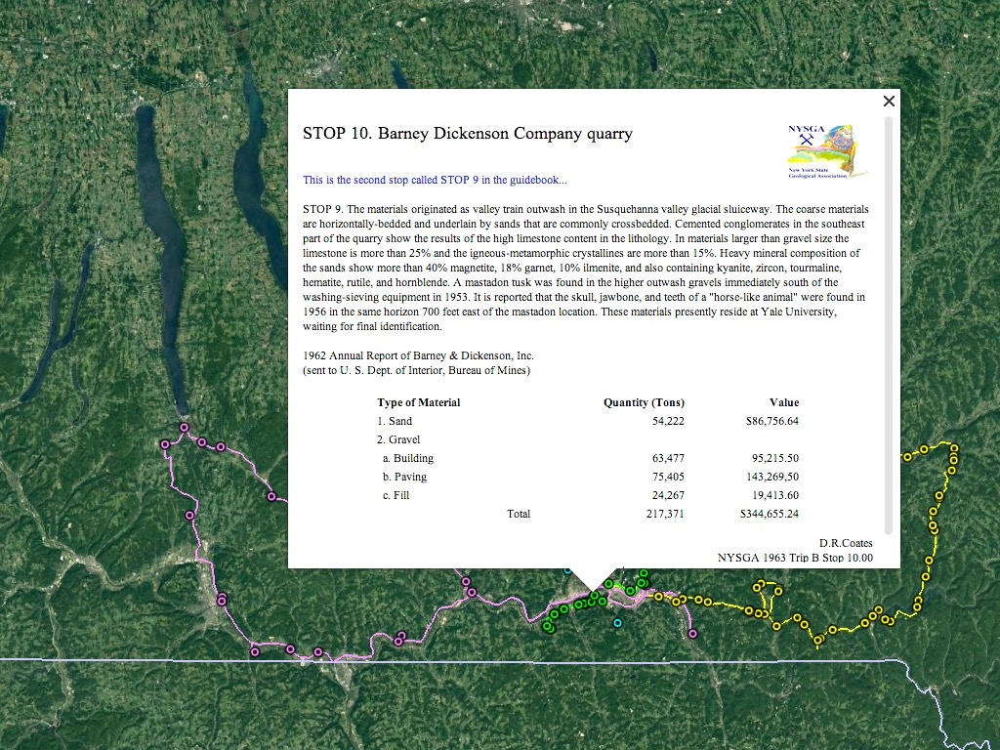 STOP 10. Barney Dickenson Company quarry
NYSGA
New York State
Geological Association
This is the second stop called STOP 9 in the guidebook...
STOP 9. The materials originated as valley train outwash in the Susquehanna valley glacial sluiceway. The coarse materials
are horizontally-bedded and underlain by sands that are commonly crossbedded. Cemented conglomerates in the southeast
part of the quarry show the results of the high limestone content in the lithology. In materials larger than gravel size the
limestone is more than 25% and the igneous-metamorphic crystallines are more than 15%. Heavy mineral composition of
the sands show more than 40% magnetite, 18% garnet, 10% ilmenite, and also containing kyanite, zircon, tourmaline,
hematite, rutile, and hornblende. A mastadon tusk was found in the higher outwash gravels immediately south of the
washing-sieving equipment in 1953. It is reported that the skull, jawbone, and teeth of a "horse-like animal" were found in
1956 in the same horizon 700 feet east of the mastadon location. These materials presently reside at Yale University,
waiting for final identification.
1962 Annual Report of Barney & Dickenson, Inc.
(sent to U. S. Dept. of Interior, Bureau of Mines)
Type of Material Quantity (Tons) Value
1. Sand 54,222 $86,756.64
2. Gravel
a. Building 63,477 95,215.50
b. Paving 75,405 143,269,50
c. Fill 24,267 19,413.60
Total 217,371 $344,655.24
D.R.Coates
NYSGA 1963 Trip B Stop 10.00